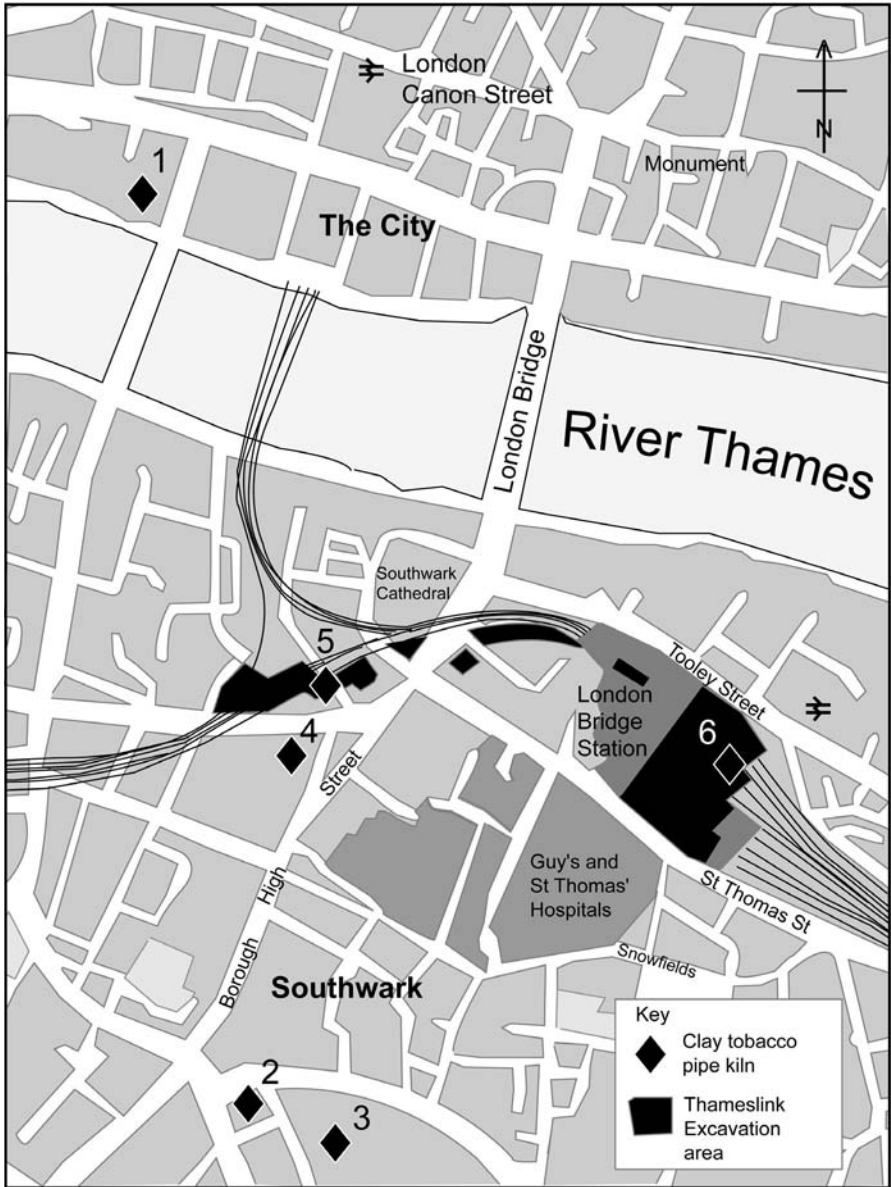 London
Canon Street
N
1
Monument
The City
London Bridge
River Thames
Southwark
Cathedral
5
Tooley Street
London
Bridge
Station
6
4
Street
Guy's and
St Thomas'
Hospitals
St Thomas St
High
Snowfields
Borough
Southwark
Key
Clay tobacco
pipe kiln
2
Thameslink
Excavation
area
3